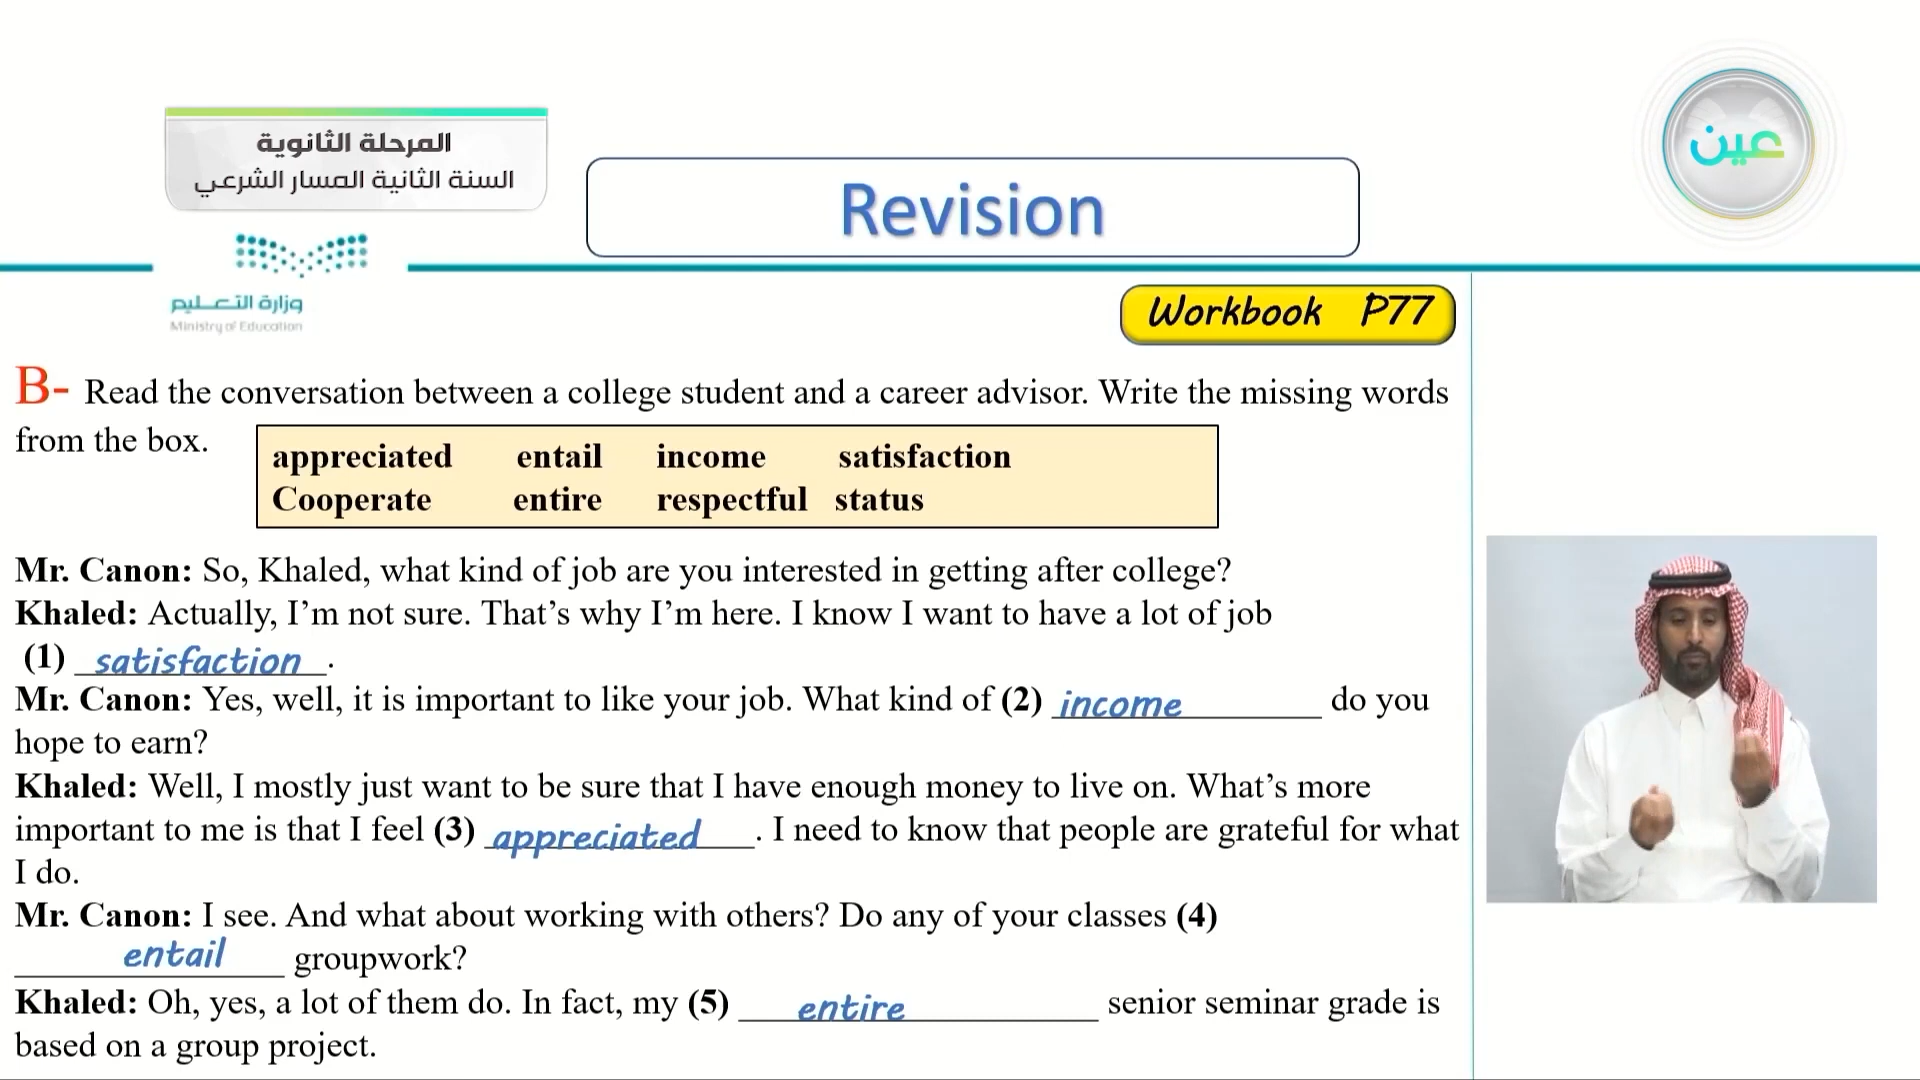 المرحلة الثانوية
السنة الثانية المسار الشرعي
عين
Revision
وزارة التعليم
Ministry of Education
Workbook P77
B- Read the conversation between a college student and a career advisor. Write the missing words
from the box.
appreciated entail income satisfaction
Cooperate entire respectful status
Mr. Canon: So, Khaled, what kind of job are you interested in getting after college?
Khaled: Actually, I'm not sure. That's why I'm here. I know I want to have a lot of job
(1) satisfaction.
Mr. Canon: Yes, well, it is important to like your job. What kind of (2) income do you
hope to earn?
Khaled: Well, I mostly just want to be sure that I have enough money to live on. What's more
important to me is that I feel (3) appreciated. I need to know that people are grateful for what
I do.
Mr. Canon: I see. And what about working with others? Do any of your classes (4)
entail groupwork?
Khaled: Oh, yes, a lot of them do. In fact, my (5) entire senior seminar grade is
based on a group project.